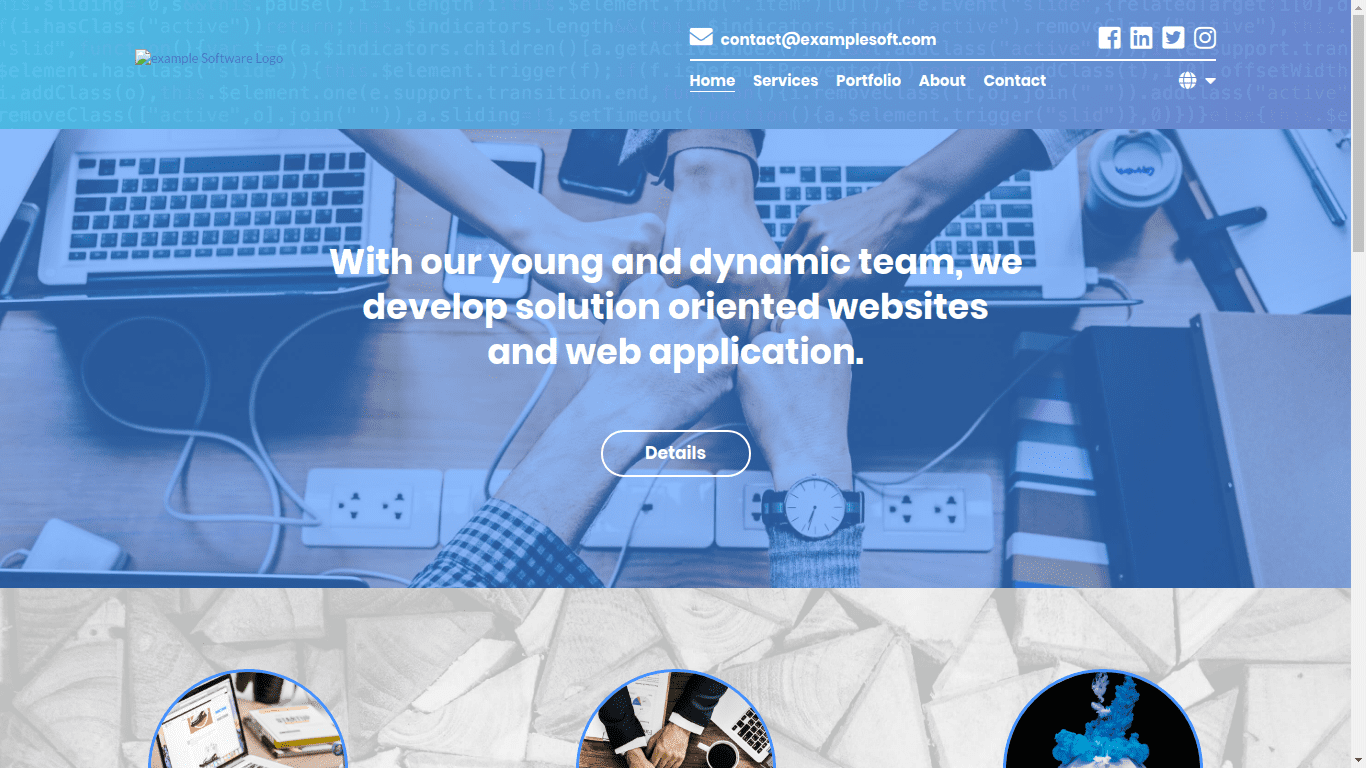 contact@examplesoft.com
example Software Logo
Home Services Portfolio About Contact
With our young and dynamic team, we
develop solution oriented websites
and web application.
Details